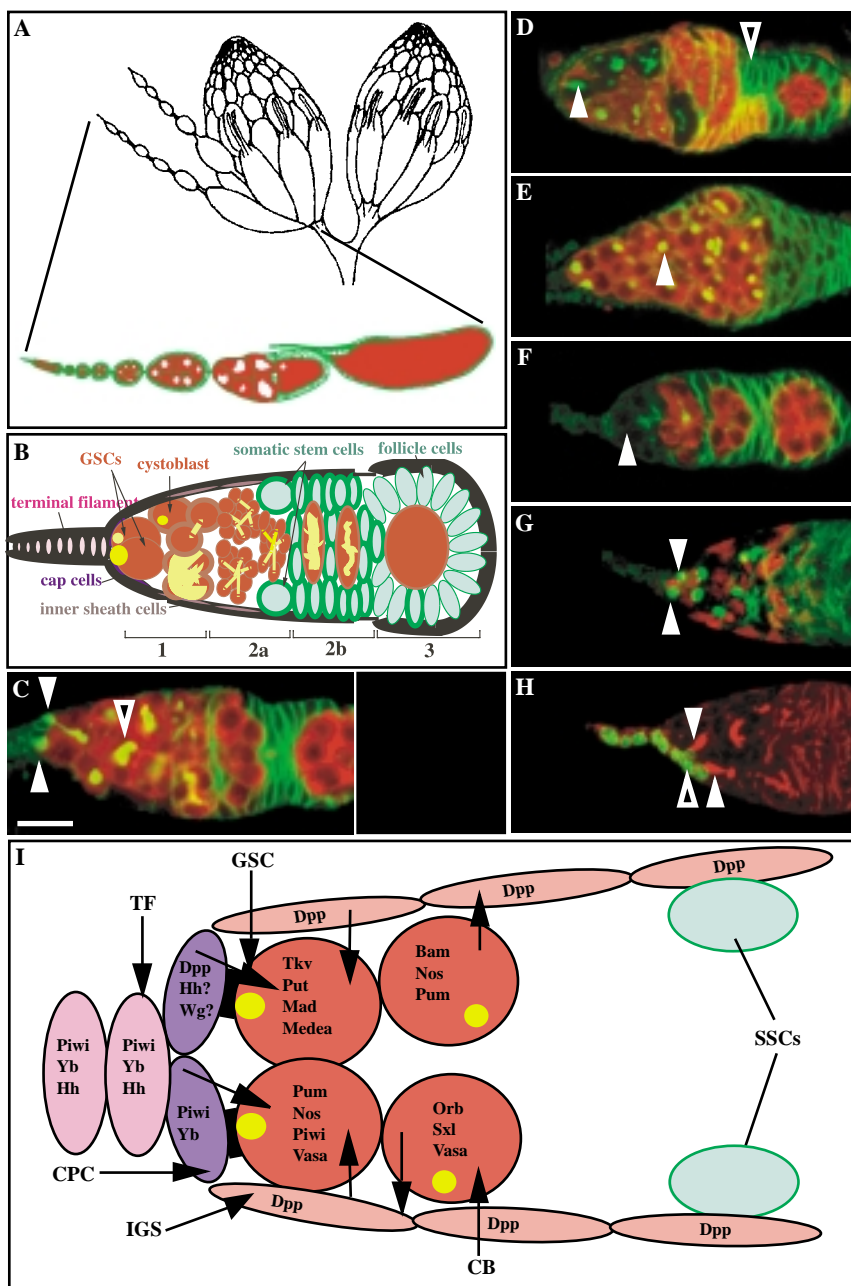 A
B
GSCs
cystoblast
somatic stem cells
follicle cells
terminal filament
cap cells
inner sheath cells
1
2a
2b
3
C
D
E
F
G
H
I
GSC
TF
Dpp
Dpp
Dpp
Dpp
Hh?
Wg?
Tkv
Put
Mad
Medea
Bam
Nos
Pum
Piwi
Yb
Hh
Piwi
Yb
Hh
SSCs
Piwi
Yb
Pum
Nos
Piwi
Vasa
Orb
Sxl
Vasa
CPC
Dpp
Dpp
Dpp
IGS
CB